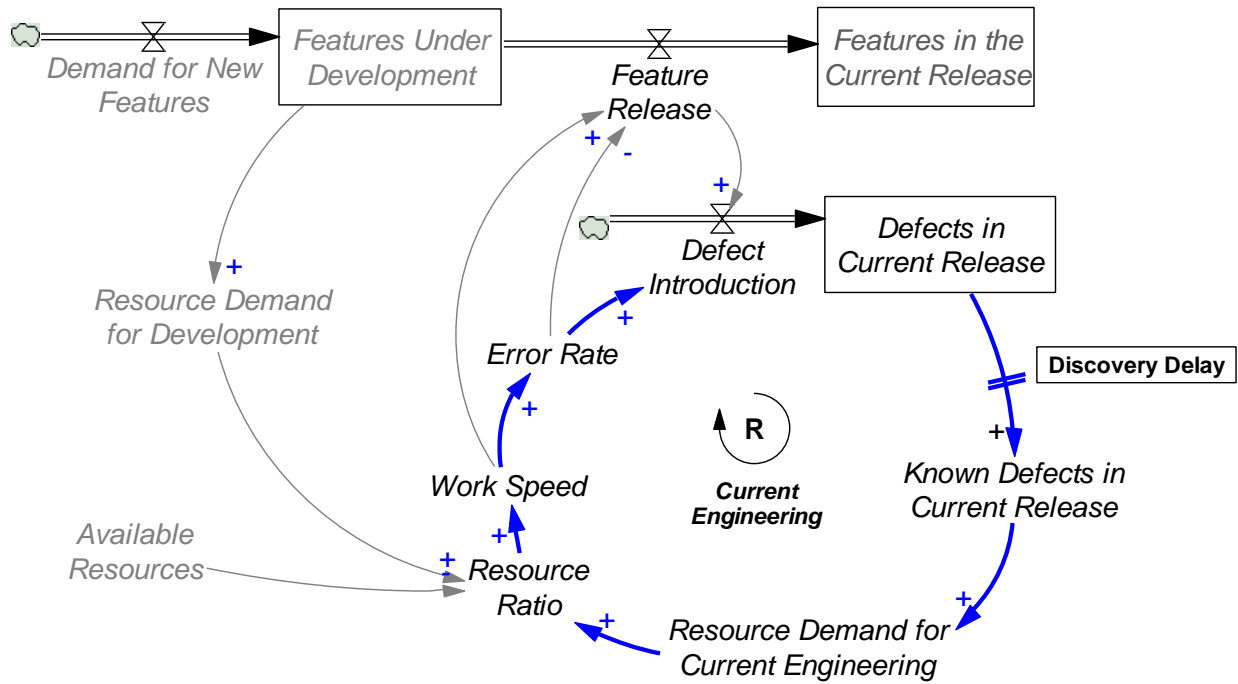 Demand for New
Features
Features Under
Development
Feature
Release
Features in the
Current Release
+
-
+
Defect
Introduction
Defects in
Current Release
+
Resource Demand
for Development
+
Error Rate
Discovery Delay
+
R
Current
Engineering
+
Known Defects in
Current Release
Work Speed
+
Available
Resources
+
-
Resource
Ratio
+
+
Resource Demand for
Current Engineering